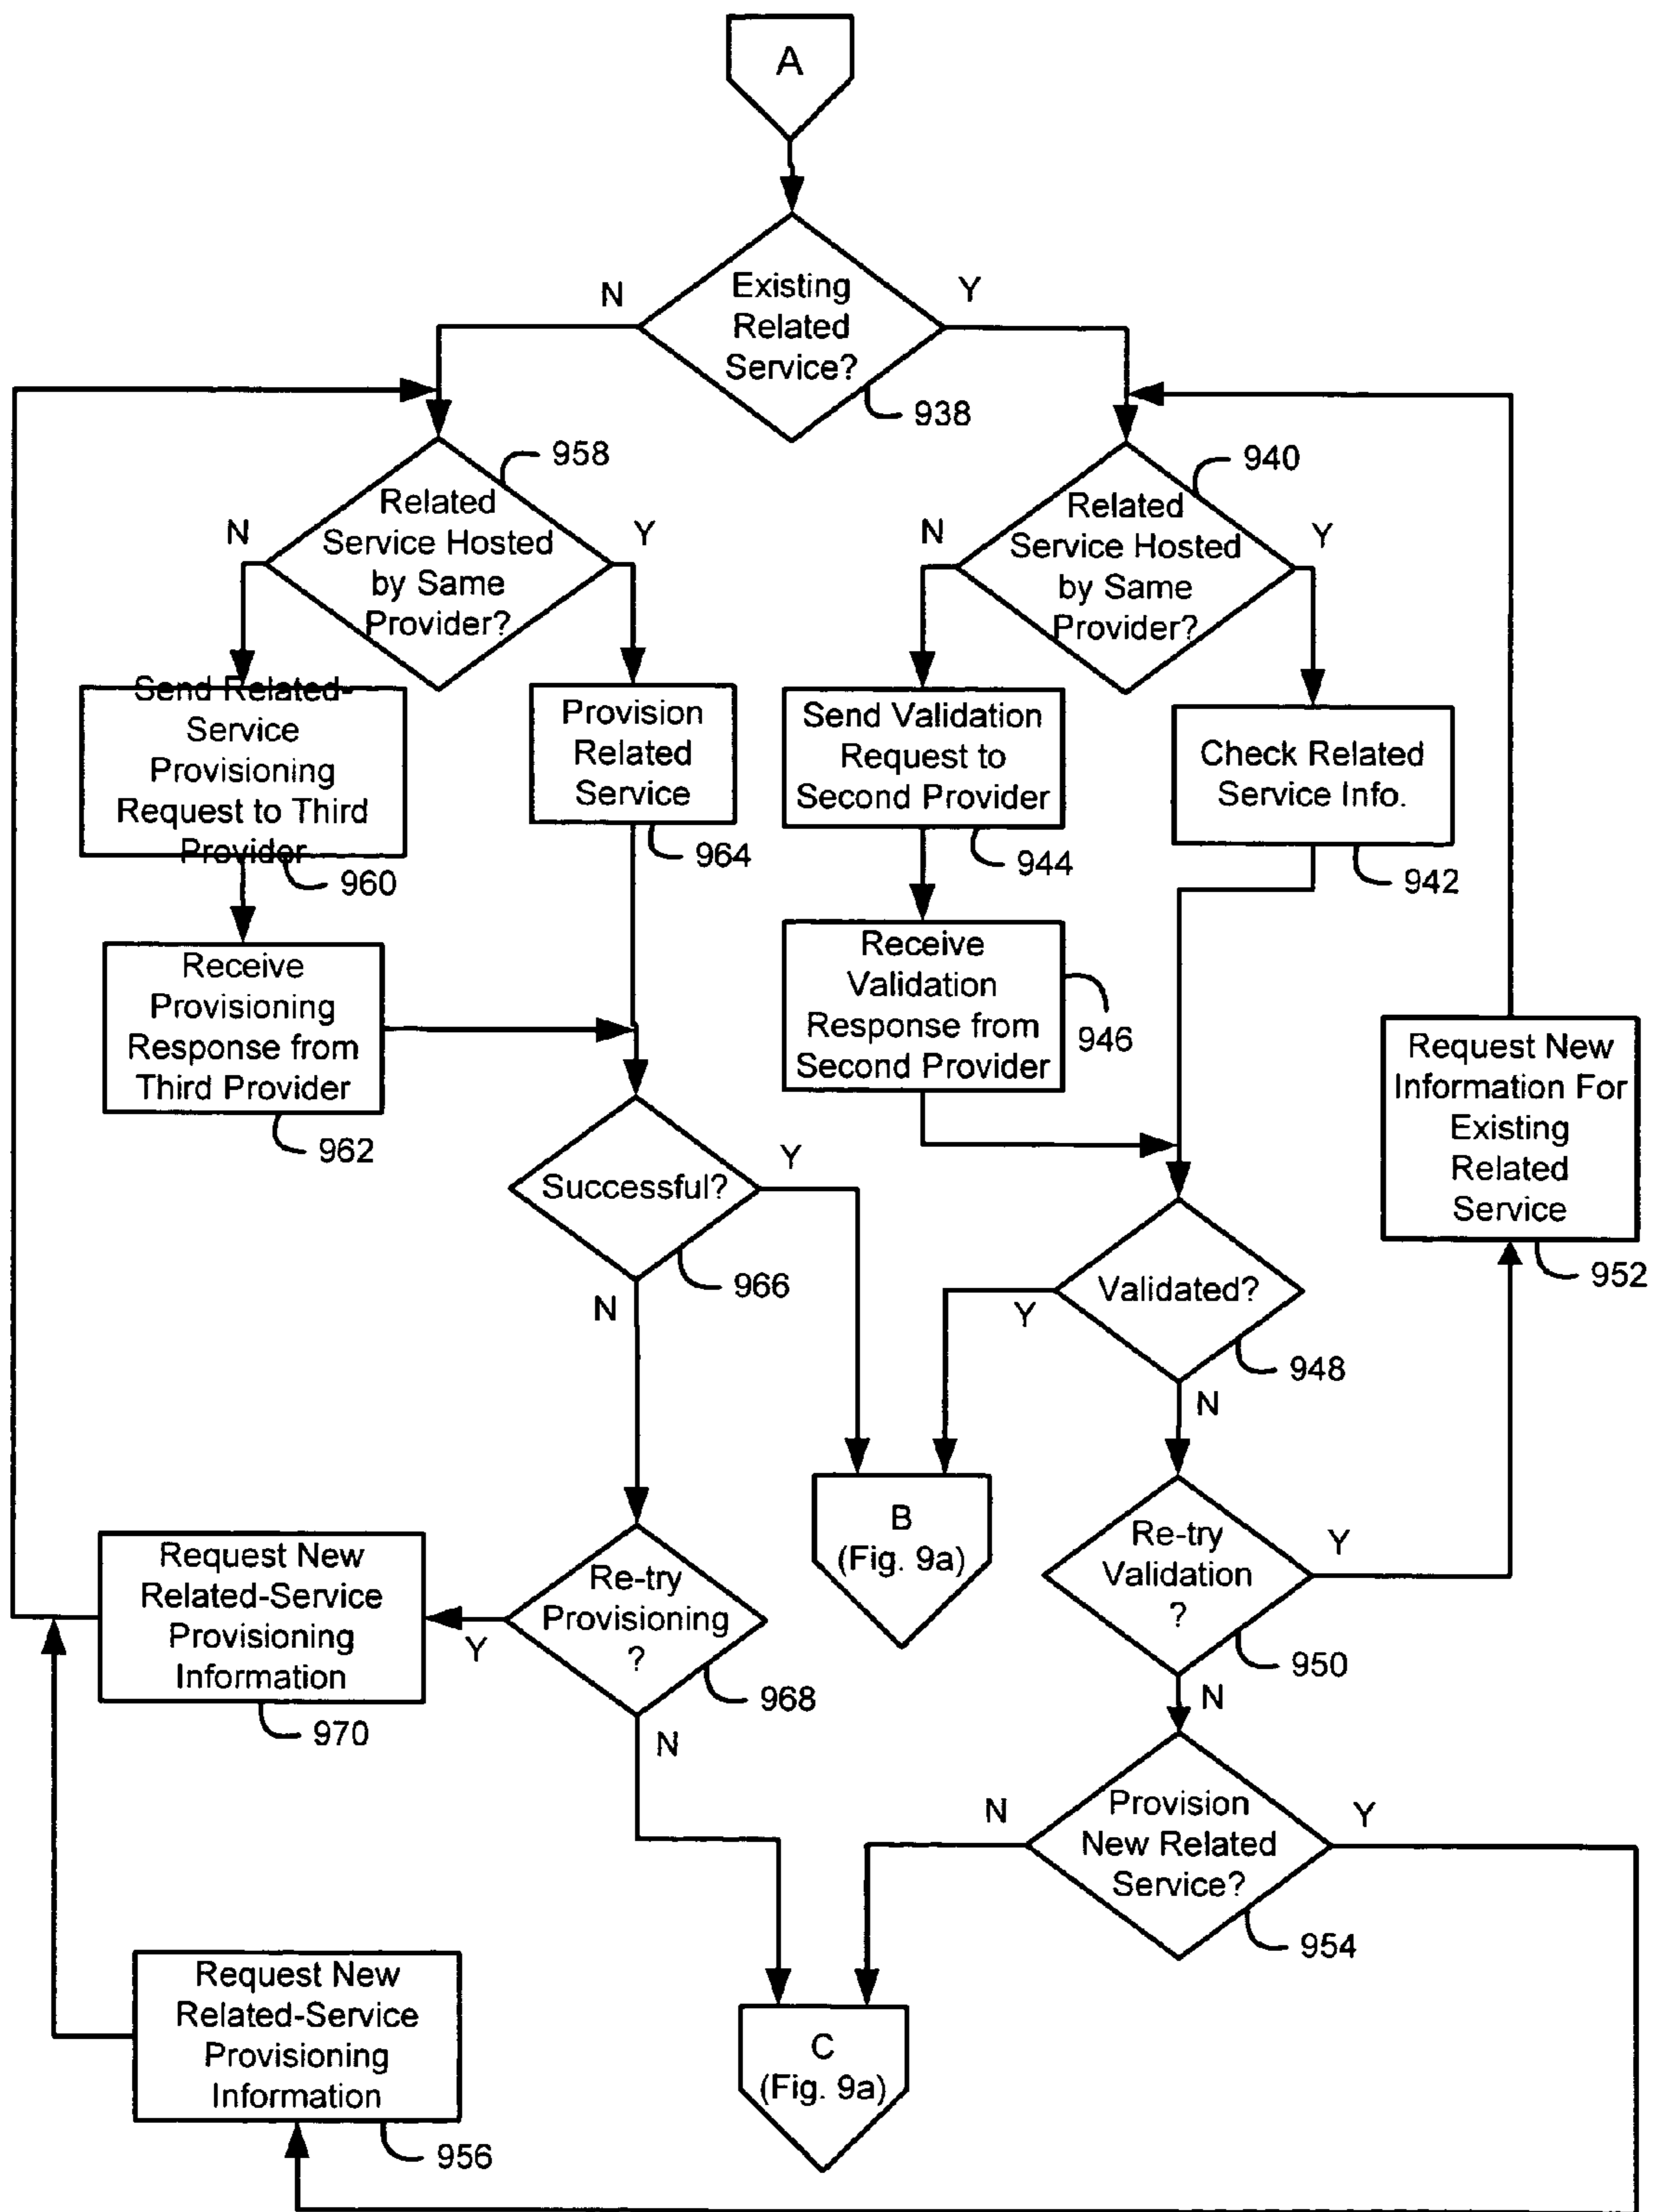 A
Existing
Related
Service?
N
Y
938
958
Related
Service Hosted
by Same
Provider?
N
Y
940
Related
Service Hosted
by Same
Provider?
N
Y
Send Related-
Service
Provisioning
Request to Third
Provider
960
Provision
Related
Service
964
Send Validation
Request to
Second Provider
944
Check Related
Service Info.
942
Receive
Provisioning
Response from
Third Provider
962
Receive
Validation
Response from
Second Provider
946
Request New
Information For
Existing
Related
Service
952
Successful?
Y
N
966
Validated?
Y
N
948
B
(Fig. 9a)
Re-try
Validation
?
Y
N
950
Request New
Related-Service
Provisioning
Information
970
Re-try
Provisioning
?
Y
N
968
Provision
New Related
Service?
N
Y
954
Request New
Related-Service
Provisioning
Information
956
C
(Fig. 9a)